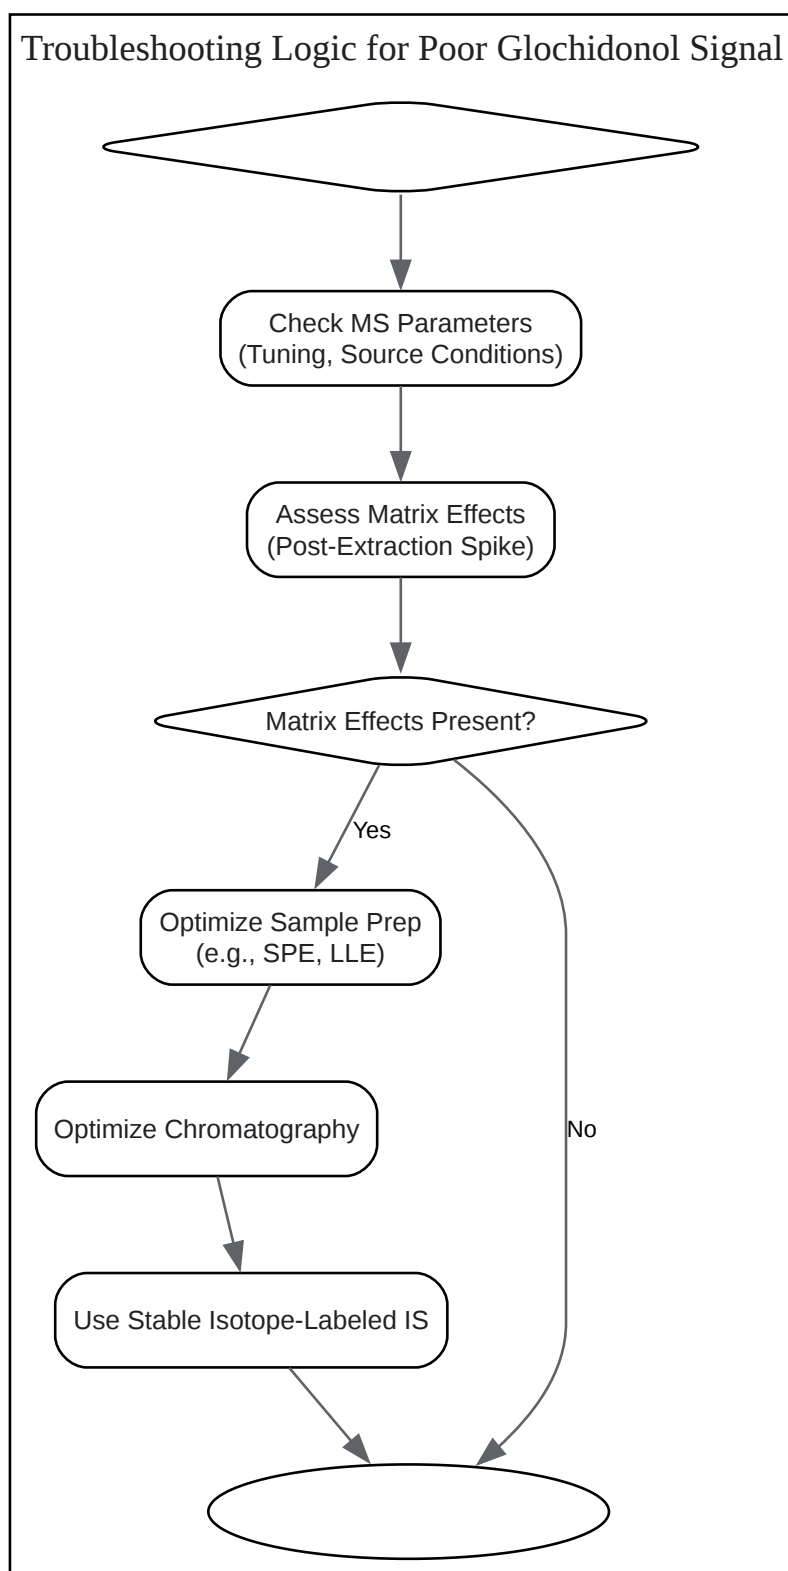 Troubleshooting Logic for Poor Glochidonol Signal
Check MS Parameters
(Tuning, Source Conditions)
Assess Matrix Effects
(Post-Extraction Spike)
Matrix Effects Present?
Yes
Optimize Sample Prep
(e.g., SPE, LLE)
Optimize Chromatography
No
Use Stable Isotope-Labeled IS